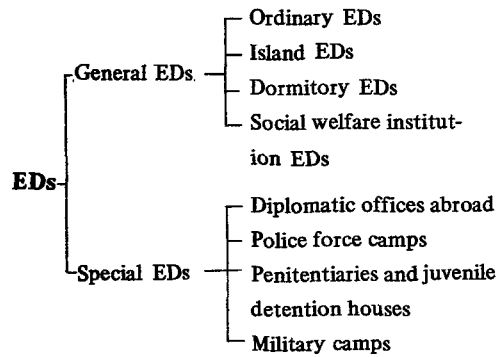 Ordinary EDs
Island EDs
General EDs
Dormitory EDs
Social welfare institut-
ion EDs
EDs
Diplomatic offices abroad
Police force camps
Special EDs
Penitentiaries and juvenile
detention houses
Military camps